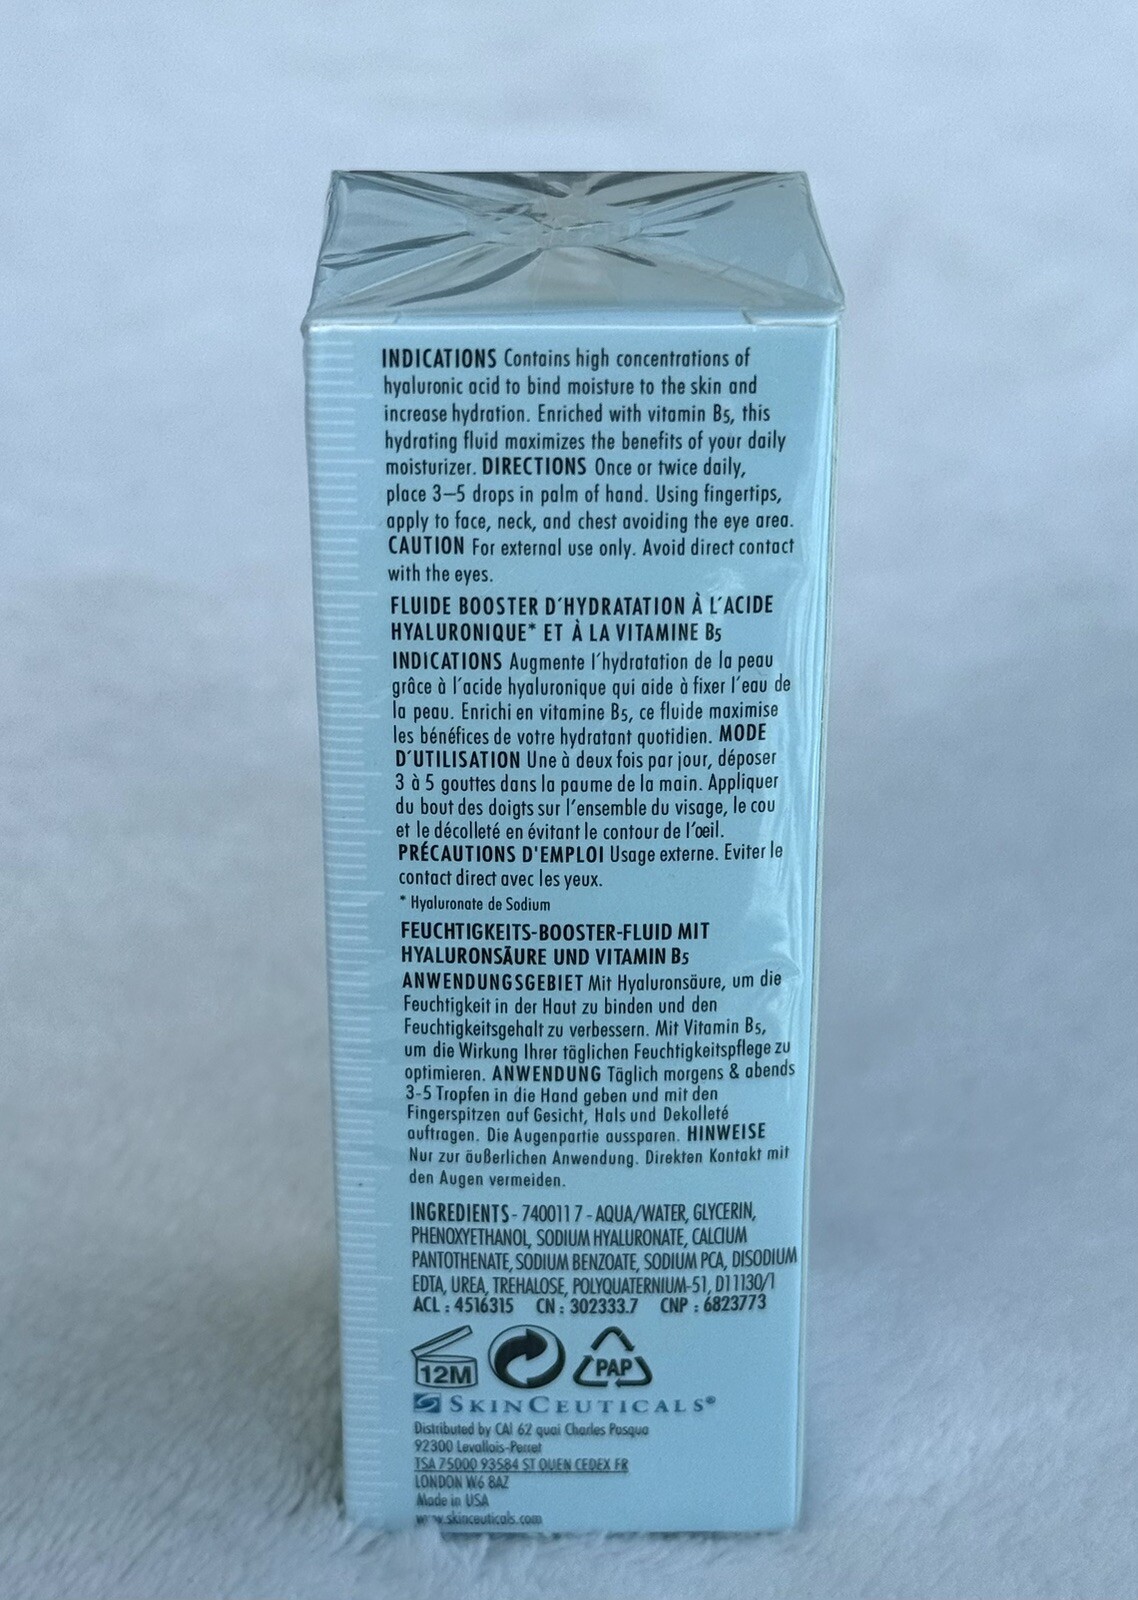 INDICATIONS Contains high concentrations of
hyaluronic acid to bind moisture to the skin and
increase hydration. Enriched with vitamin B5, this
hydrating fluid maximizes the benefits of your daily
moisturizer. DIRECTIONS Once or twice daily,
place 3–5 drops in palm of hand. Using fingertips,
apply to face, neck, and chest avoiding the eye area.
CAUTION For external use only. Avoid direct contact
with the eyes.
FLUIDE BOOSTER D'HYDRATATION À L'ACIDE
HYALURONIQUE* ET À LA VITAMINE B5
INDICATIONS Augmente l'hydratation de la peau
grâce à l'acide hyaluronique qui aide à fixer l'eau de
la peau. Enrichi en vitamine B5, ce fluide maximise
les bénéfices de votre hydratant quotidien. MODE
D'UTILISATION Une à deux fois par jour, déposer
3 à 5 gouttes dans la paume de la main. Appliquer
du bout des doigts sur l'ensemble du visage, le cou
et le décolleté en évitant le contour de l'œil.
PRÉCAUTIONS D'EMPLOI Usage externe. Eviter le
contact direct avec les yeux.
* Hyaluronate de Sodium
FEUCHTIGKEITS-BOOSTER-FLUID MIT
HYALURONSÄURE UND VITAMIN B5
ANWENDUNGSGEBIET Mit Hyaluronsäure, um die
Feuchtigkeit in der Haut zu binden und den
Feuchtigkeitsgehalt zu verbessern. Mit Vitamin B5,
um die Wirkung Ihrer täglichen Feuchtigkeitspflege zu
optimieren. ANWENDUNG Täglich morgens & abends
3-5 Tropfen in die Hand geben und mit den
Fingerspitzen auf Gesicht, Hals und Dekolleté
auftragen. Die Augenpartie aussparen. HINWEISE
Nur zur äußerlichen Anwendung. Direkten Kontakt mit
den Augen vermeiden.
INGREDIENTS - 740011 7 - AQUA/WATER, GLYCERIN,
PHENOXYETHANOL, SODIUM HYALURONATE, CALCIUM
PANTOTHENATE, SODIUM BENZOATE, SODIUM PCA, DISODIUM
EDTA, UREA, TREHALOSE, POLYQUATERNIUM-51, D11130/1
ACL : 4516315 CN : 302333.7 CNP : 6823773
12M PAP
SKINCEUTICALS®
Distributed by CAI 62 quai Charles Pasqua
92300 Levallois-Perret
TSA 75000 93584 ST OUEN CEDEX FR
LONDON W6 8AZ
Made in USA
www.skinceuticals.com